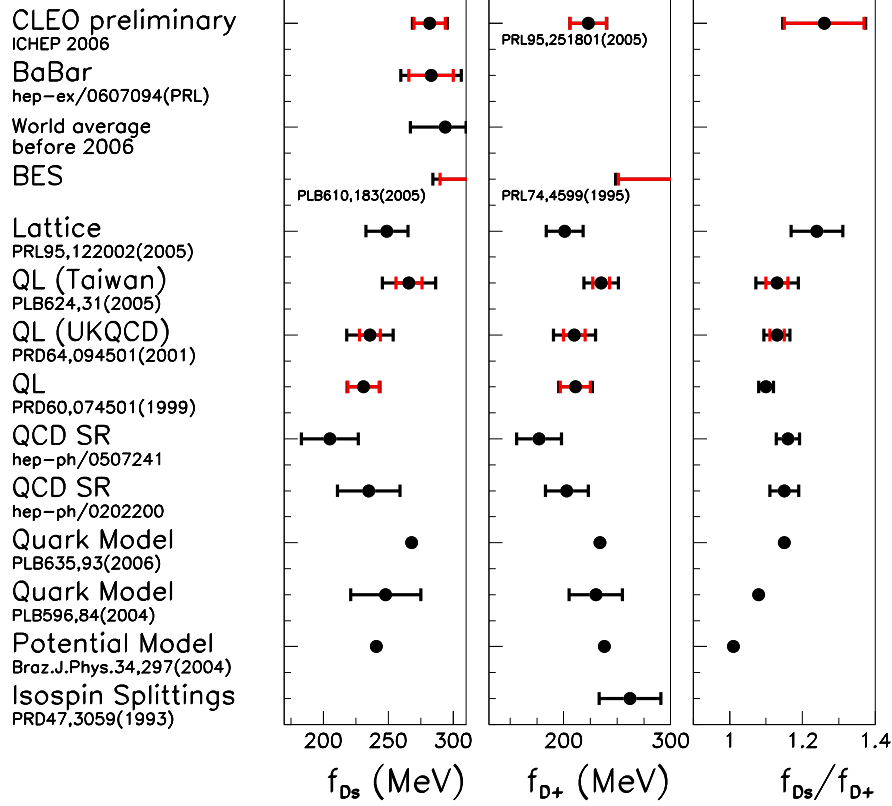 CLEO preliminary
ICHEP 2006
PRL95,251801(2005)
BaBar
hep-ex/0607094(PRL)
World average
before 2006
BES
PLB610,183(2005)
PRL74,4599(1995)
Lattice
PRL95,122002(2005)
QL (Taiwan)
PLB624,31(2005)
QL (UKQCD)
PRD64,094501(2001)
QL
PRD60,074501(1999)
QCD SR
hep-ph/0507241
QCD SR
hep-ph/0202200
Quark Model
PLB635,93(2006)
Quark Model
PLB596,84(2004)
Potential Model
Braz.J.Phys.34,297(2004)
Isospin Splittings
PRD47,3059(1993)
200 250 300 200 300 1 1.2 1.4
fDs (MeV) fD+ (MeV) fDs/fD+